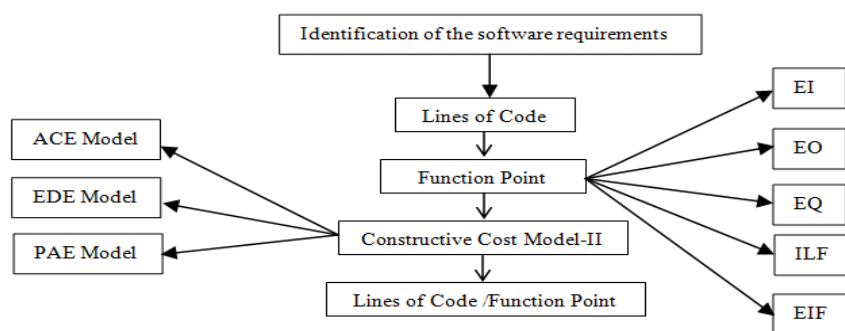 Identification of the software requirements
Lines of Code
Function Point
Constructive Cost Model-II
Lines of Code /Function Point
ACE Model
EDE Model
PAE Model
EI
EO
EQ
ILF
EIF